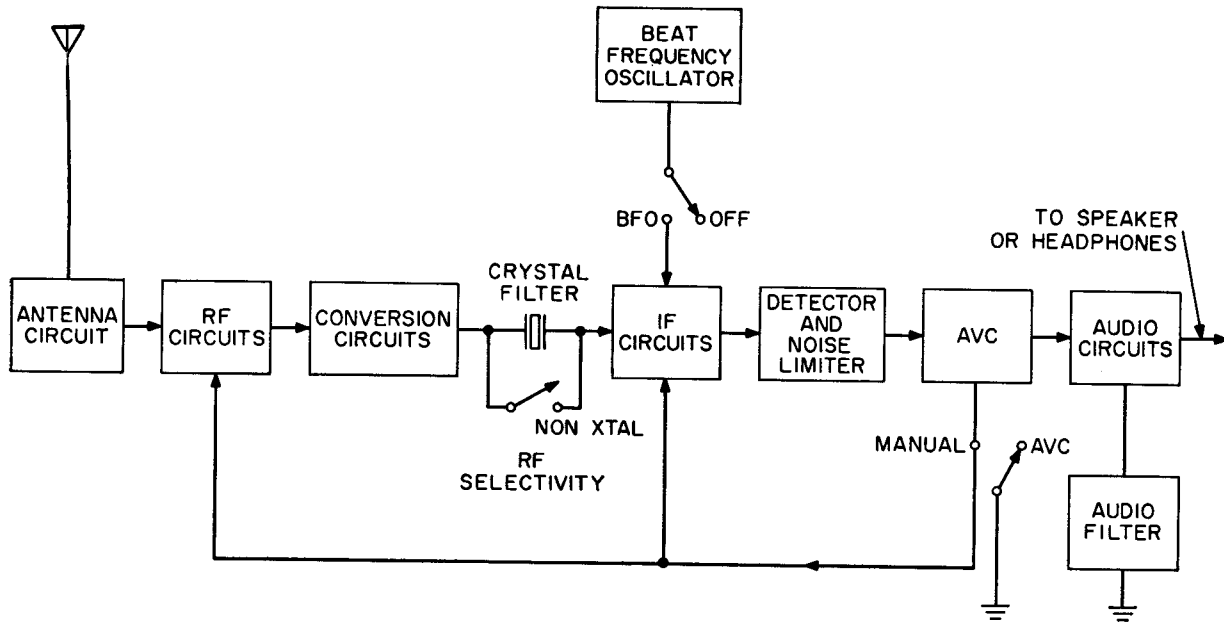 BEAT
FREQUENCY
OSCILLATOR
BFO
OFF
TO SPEAKER
OR HEADPHONES
ANTENNA
CIRCUIT
RF
CIRCUITS
CONVERSION
CIRCUITS
CRYSTAL
FILTER
NON XTAL
RF
SELECTIVITY
IF
CIRCUITS
DETECTOR
AND
NOISE
LIMITER
AVC
AUDIO
CIRCUITS
MANUAL
AVC
AUDIO
FILTER